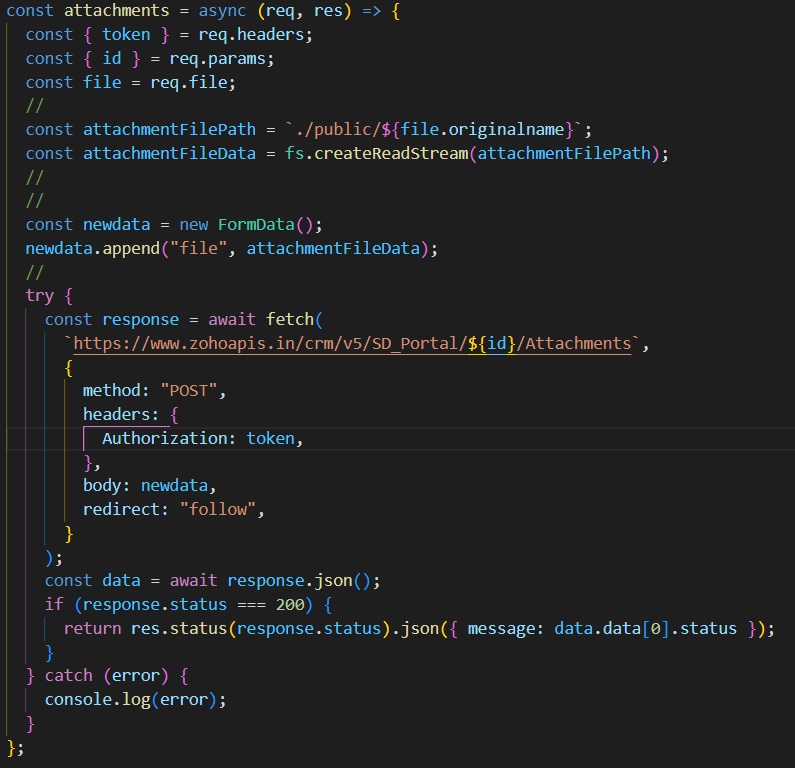 const attachments = async (req, res) => {
const { token } = req.headers;
const { id } = req.params;
const file = req.file;
//
const attachmentFilePath = `./public/${file.originalname}`;
const attachmentFileData = fs.createReadStream(attachmentFilePath);
//
//
const newdata = new FormData();
newdata.append("file", attachmentFileData);
//
try {
const response = await fetch(
`https://www.zohoapis.in/crm/v5/SD_Portal/${id}/Attachments`,
{
method: "POST",
headers: {
Authorization: token,
},
body: newdata,
redirect: "follow",
}
);
const data = await response.json();
if (response.status === 200) {
return res.status(response.status).json({ message: data.data[0].status });
}
} catch (error) {
console.log(error);
}
};